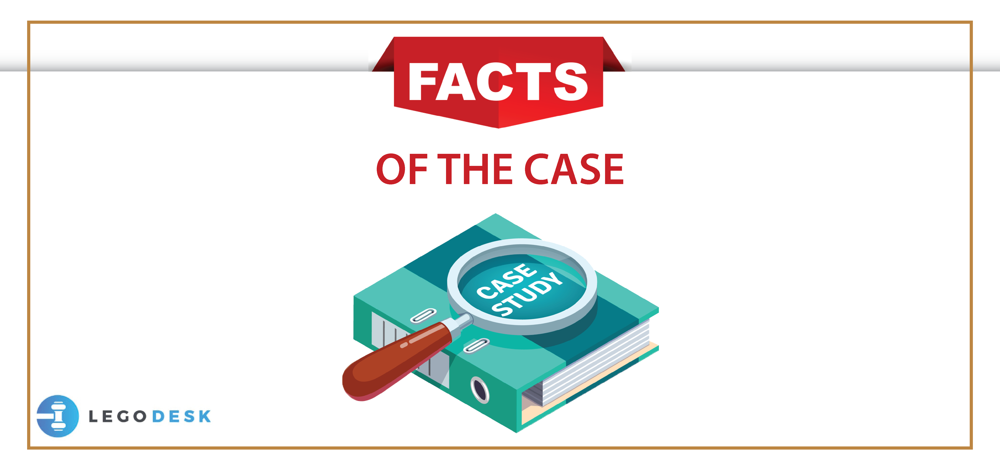 FACTS
OF THE CASE
CASE
STUDY
LEGODESK